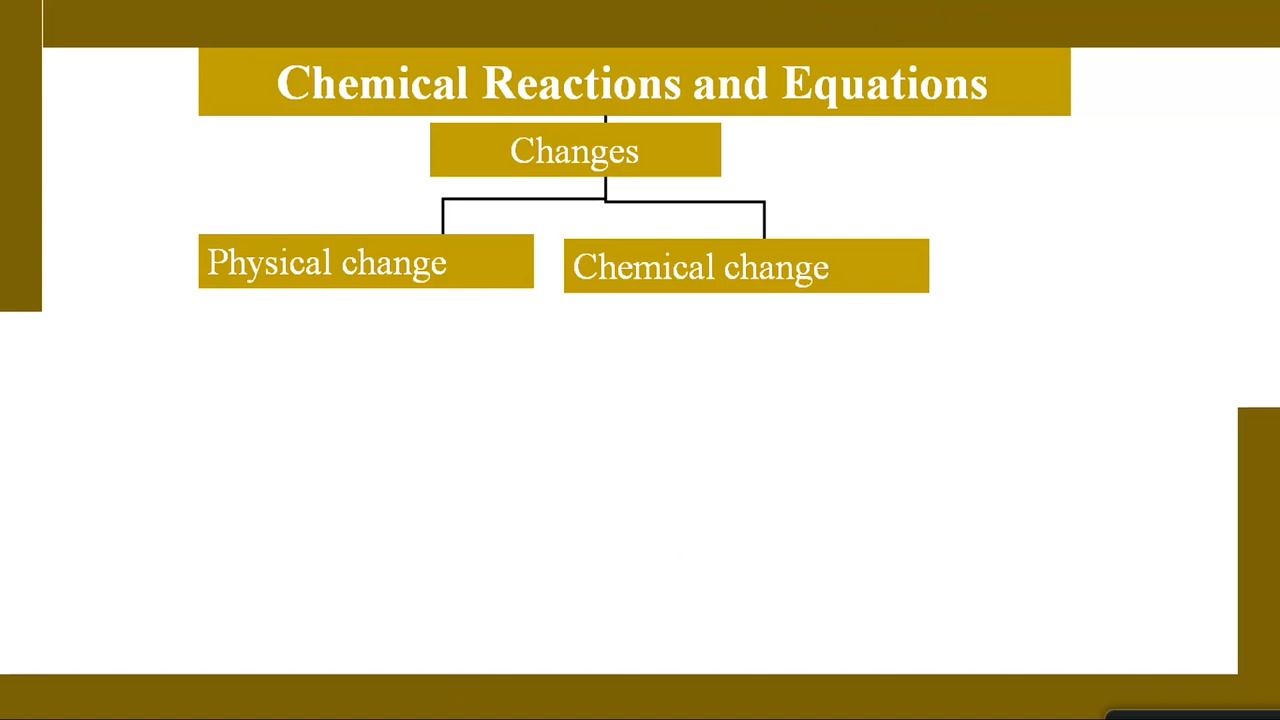 Chemical Reactions and Equations
Changes
Physical change
Chemical change